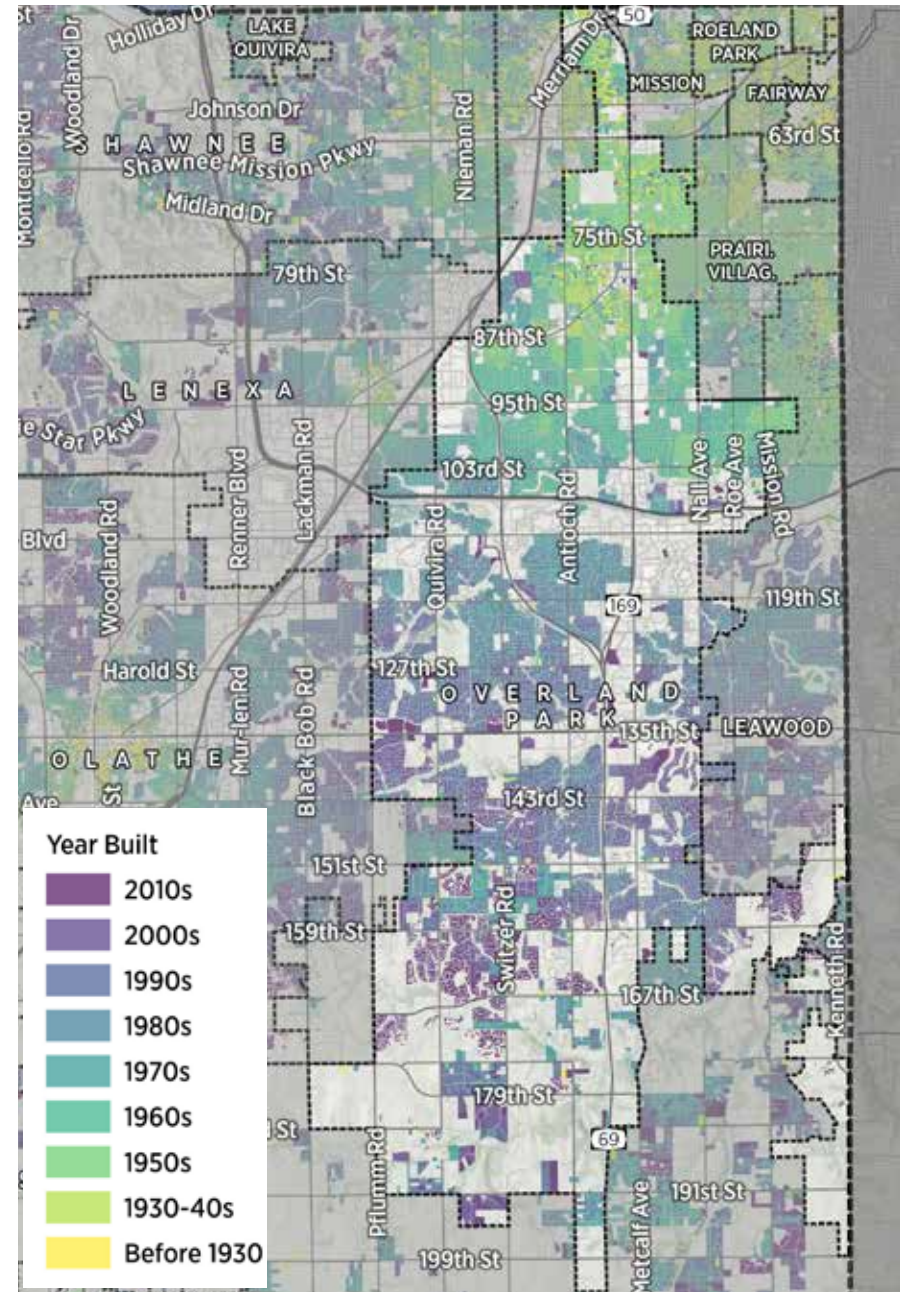 St
Holliday Dr
Woodland Dr
LAKE
QUIVIRA
50
Merriam Dr
ROELAND
PARK
MISSION
FAIRWAY
Johnson Dr
63rd St
SHAWNEE
Shawnee Mission Pkwy
Monticello Rd
Nieman Rd
Midland Dr
75th St
PRAIRI.
VILLAG.
79th St
87th St
LENEXA
95th St
e Star Pkwy
Renner Blvd
Lackman Rd
103rd St
Nall Ave
Roe Ave
Mission Rd
Antioch Rd
Quivira Rd
Blvd
Woodland Rd
169
119th St
Harold St
127th St
OVERLAND
PARK
Mur-len Rd
Black Bob Rd
135th St
LEAWOOD
OLATHE
Ave
St
143rd St
151st St
Switzer Rd
159th St
167th St
Kenneth Rd
179th St
d St
69
Pflumm Rd
Metcalf Ave
191st St
199th St
Year Built
2010s
2000s
1990s
1980s
1970s
1960s
1950s
1930-40s
Before 1930